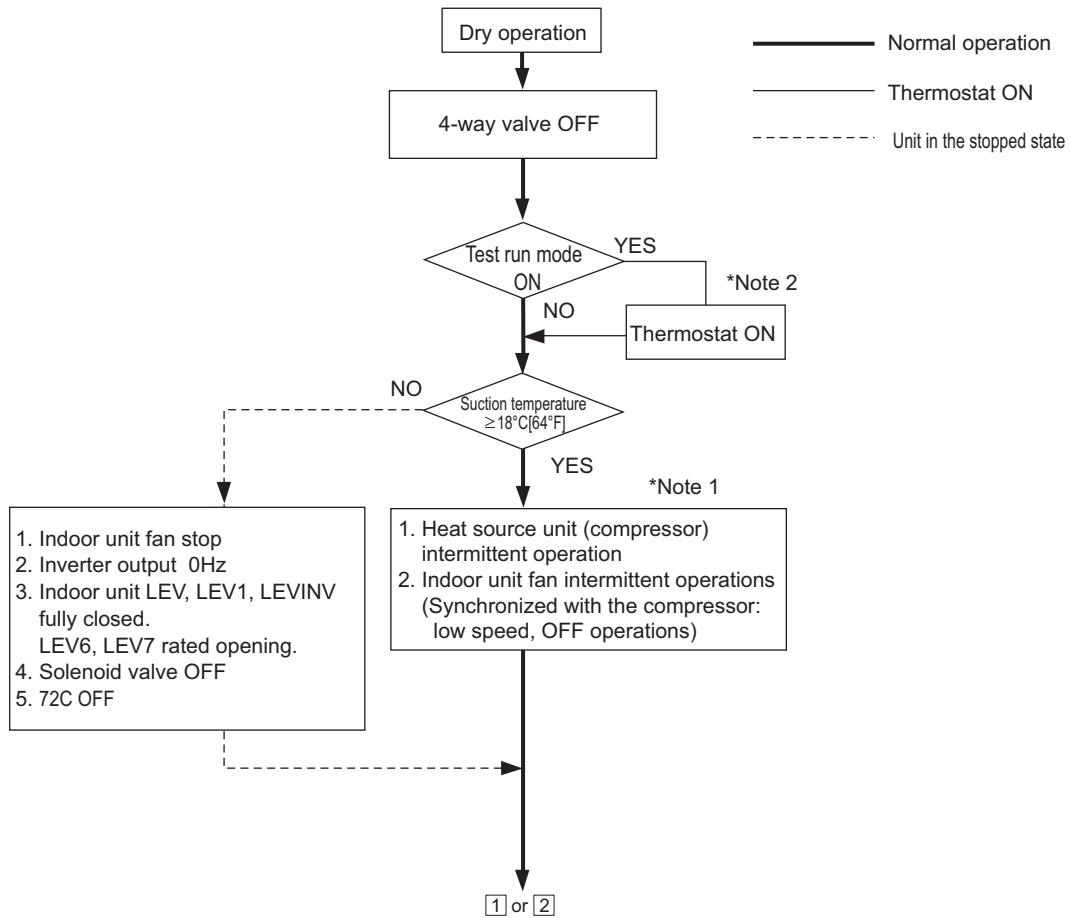 Dry operation
Normal operation
Thermostat ON
Unit in the stopped state
4-way valve OFF
Test run mode
ON
YES
*Note 2
NO
Thermostat ON
NO
Suction temperature
≥18°C[64°F]
YES
*Note 1
1. Indoor unit fan stop
2. Inverter output 0Hz
3. Indoor unit LEV, LEV1, LEVINV
fully closed.
LEV6, LEV7 rated opening.
4. Solenoid valve OFF
5. 72C OFF
1. Heat source unit (compressor)
intermittent operation
2. Indoor unit fan intermittent operations
(Synchronized with the compressor:
low speed, OFF operations)
1 or 2